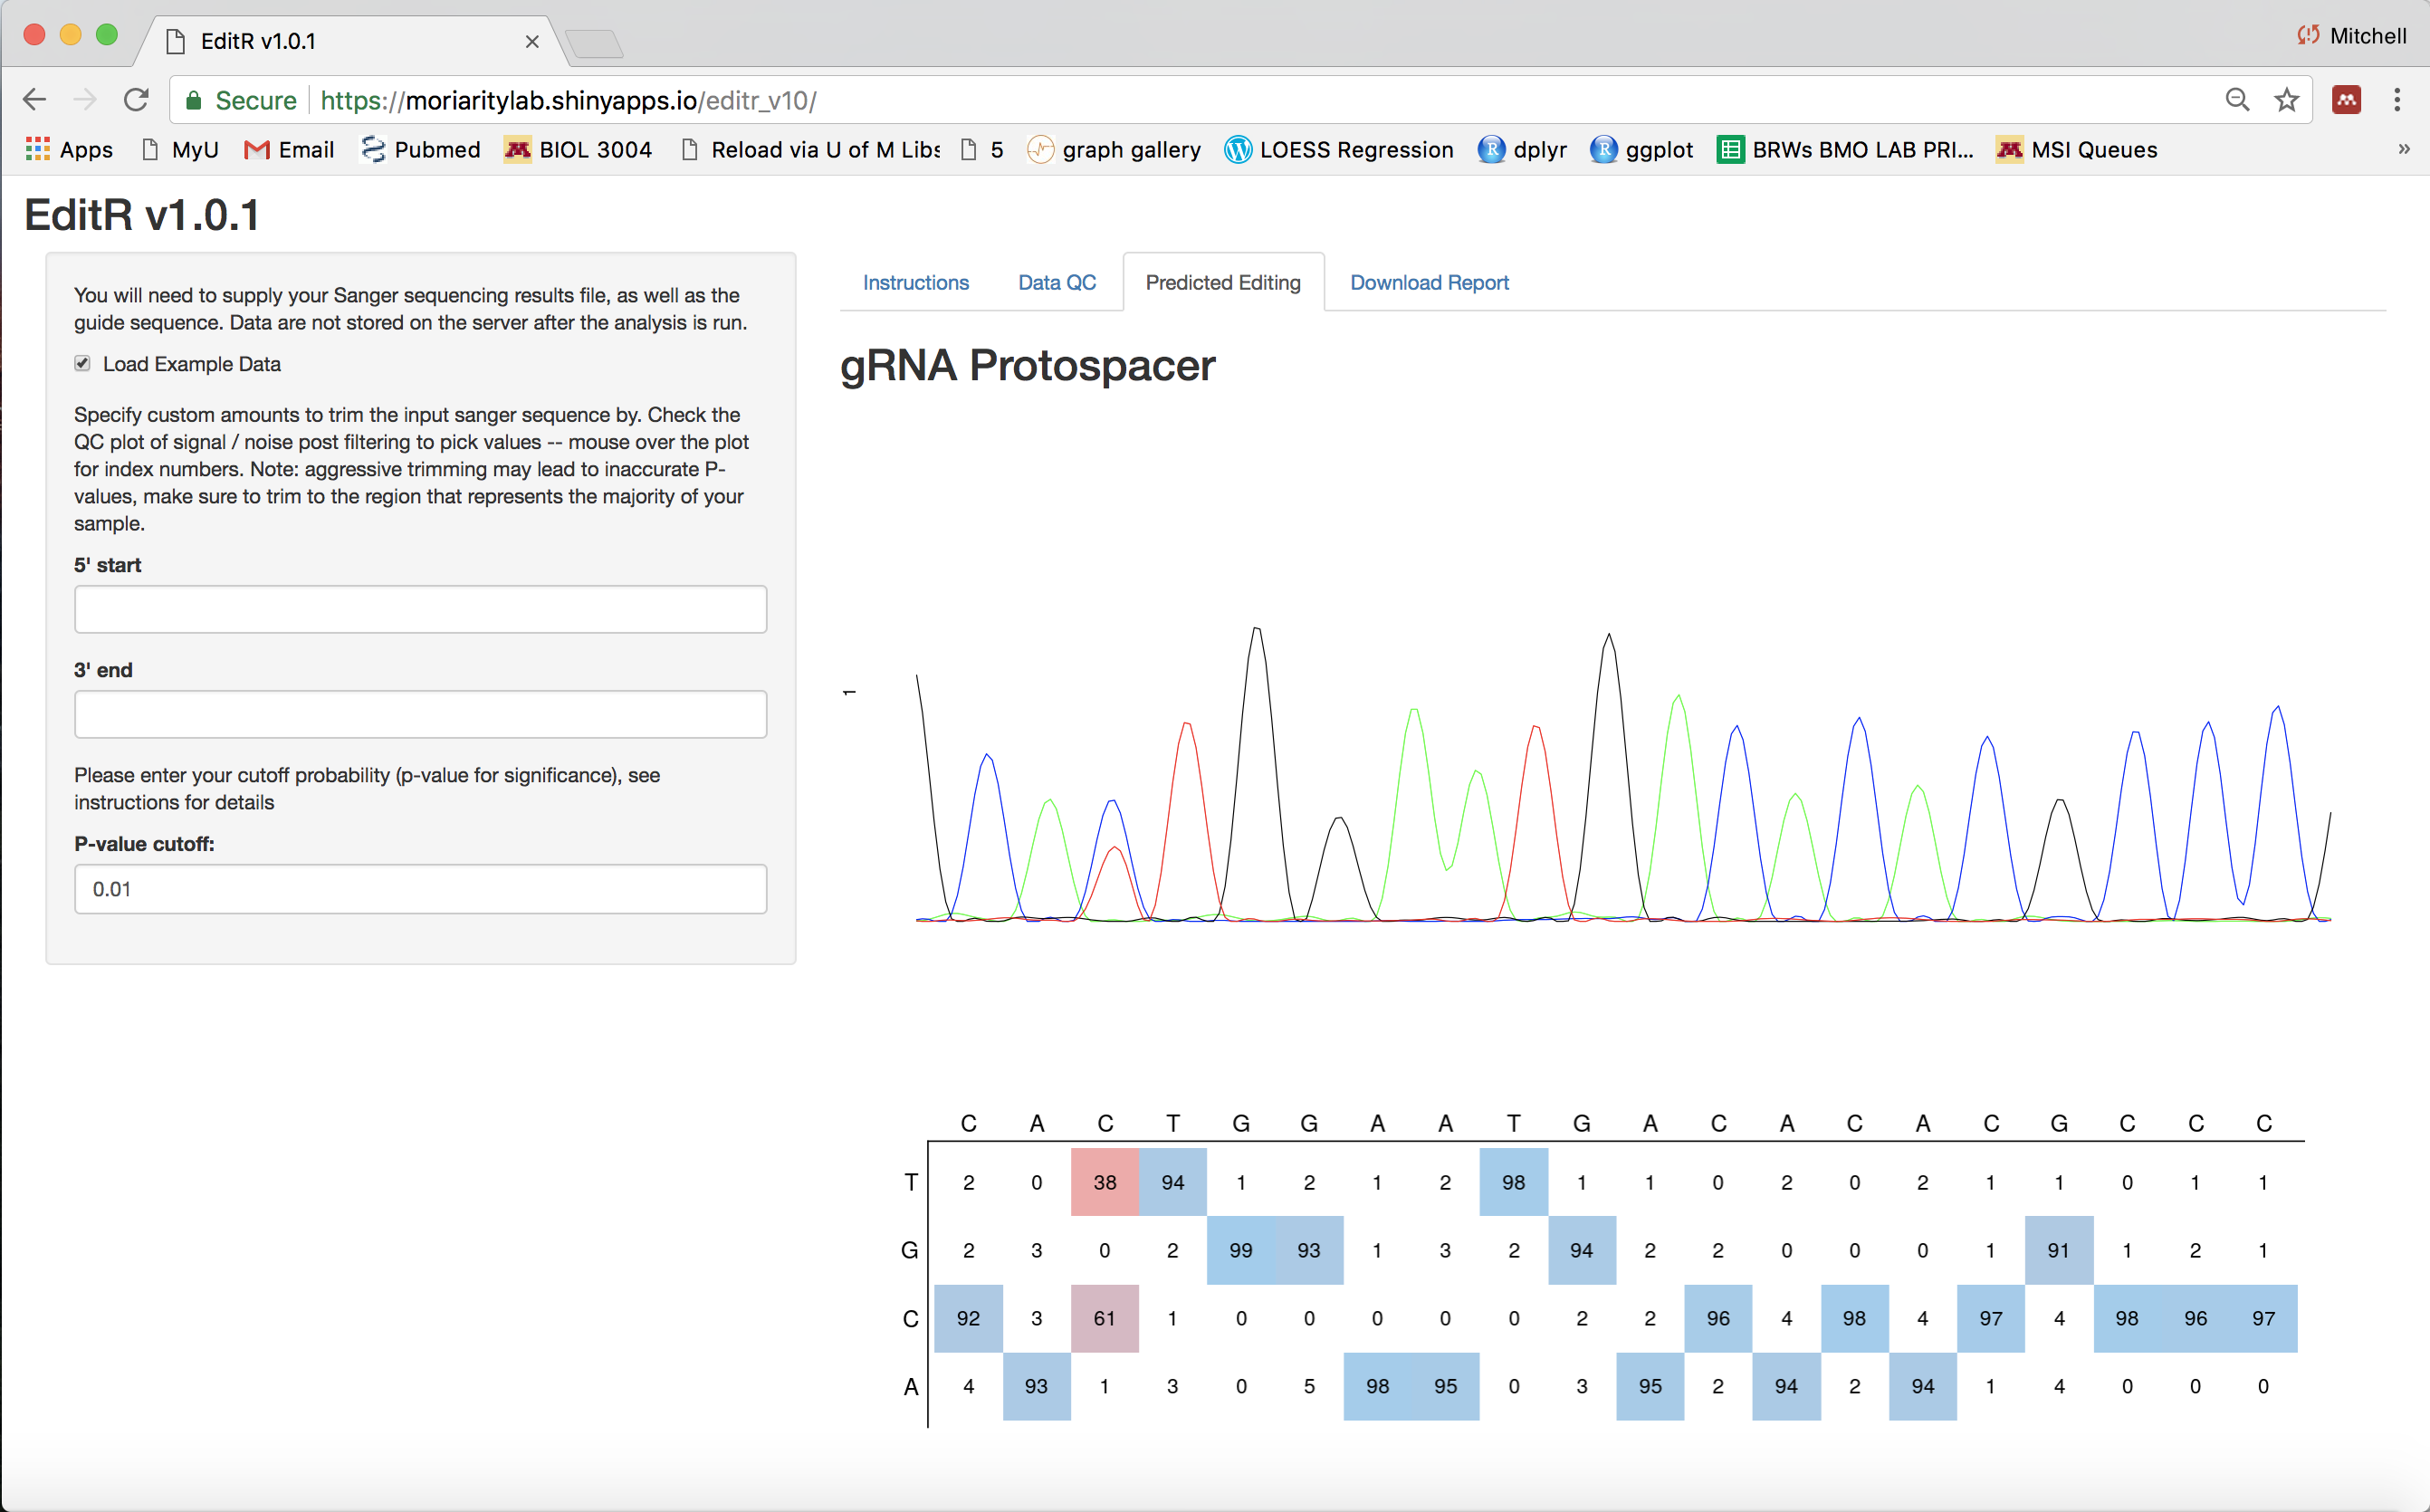 EditR v1.0.1
Mitchell
Secure https://moriaritylab.shinyapps.io/editr_v10/
Apps MyU Email Pubmed BIOL 3004 Reload via U of M Libs 5 graph gallery LOESS Regression dplyr ggplot BRWs BMO LAB PRI... MSI Queues »
EditR v1.0.1
You will need to supply your Sanger sequencing results file, as well as the
guide sequence. Data are not stored on the server after the analysis is run.
Load Example Data
Specify custom amounts to trim the input sanger sequence by. Check the
QC plot of signal / noise post filtering to pick values -- mouse over the plot
for index numbers. Note: aggressive trimming may lead to inaccurate P-
values, make sure to trim to the region that represents the majority of your
sample.
5' start
3' end
Please enter your cutoff probability (p-value for significance), see
instructions for details
P-value cutoff:
0.01
Instructions Data QC Predicted Editing Download Report
gRNA Protospacer
1
C A C T G G A A T G A C A C A C G C C C
T 2 0 38 94 1 2 1 2 98 1 1 0 2 0 2 1 1 0 1 1
G 2 3 0 2 99 93 1 3 2 94 2 2 0 0 0 1 91 1 2 1
C 92 3 61 1 0 0 0 0 0 2 2 96 4 98 4 97 4 98 96 97
A 4 93 1 3 0 5 98 95 0 3 95 2 94 2 94 1 4 0 0 0